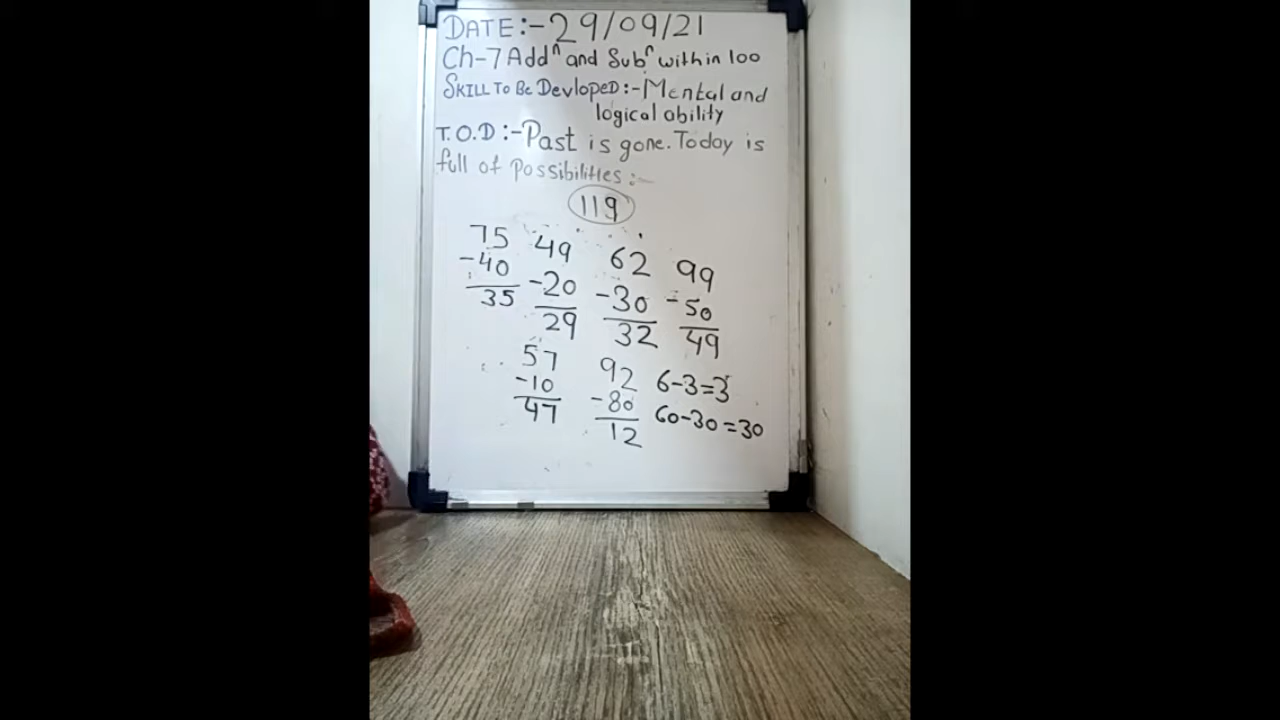 DATE:-29/09/21
Ch-7 Addⁿ and Subⁿ within 100
SKILL TO BE DEVLOPED:-Mental and
logical ability
T.O.D:-Past is gone. Today is
full of Possibilities:-
119
75 49 62 99
-40 -20 -30 -50
35 29 32 49
57 92 6-3=3
-10 -80 60-30=30
47 12